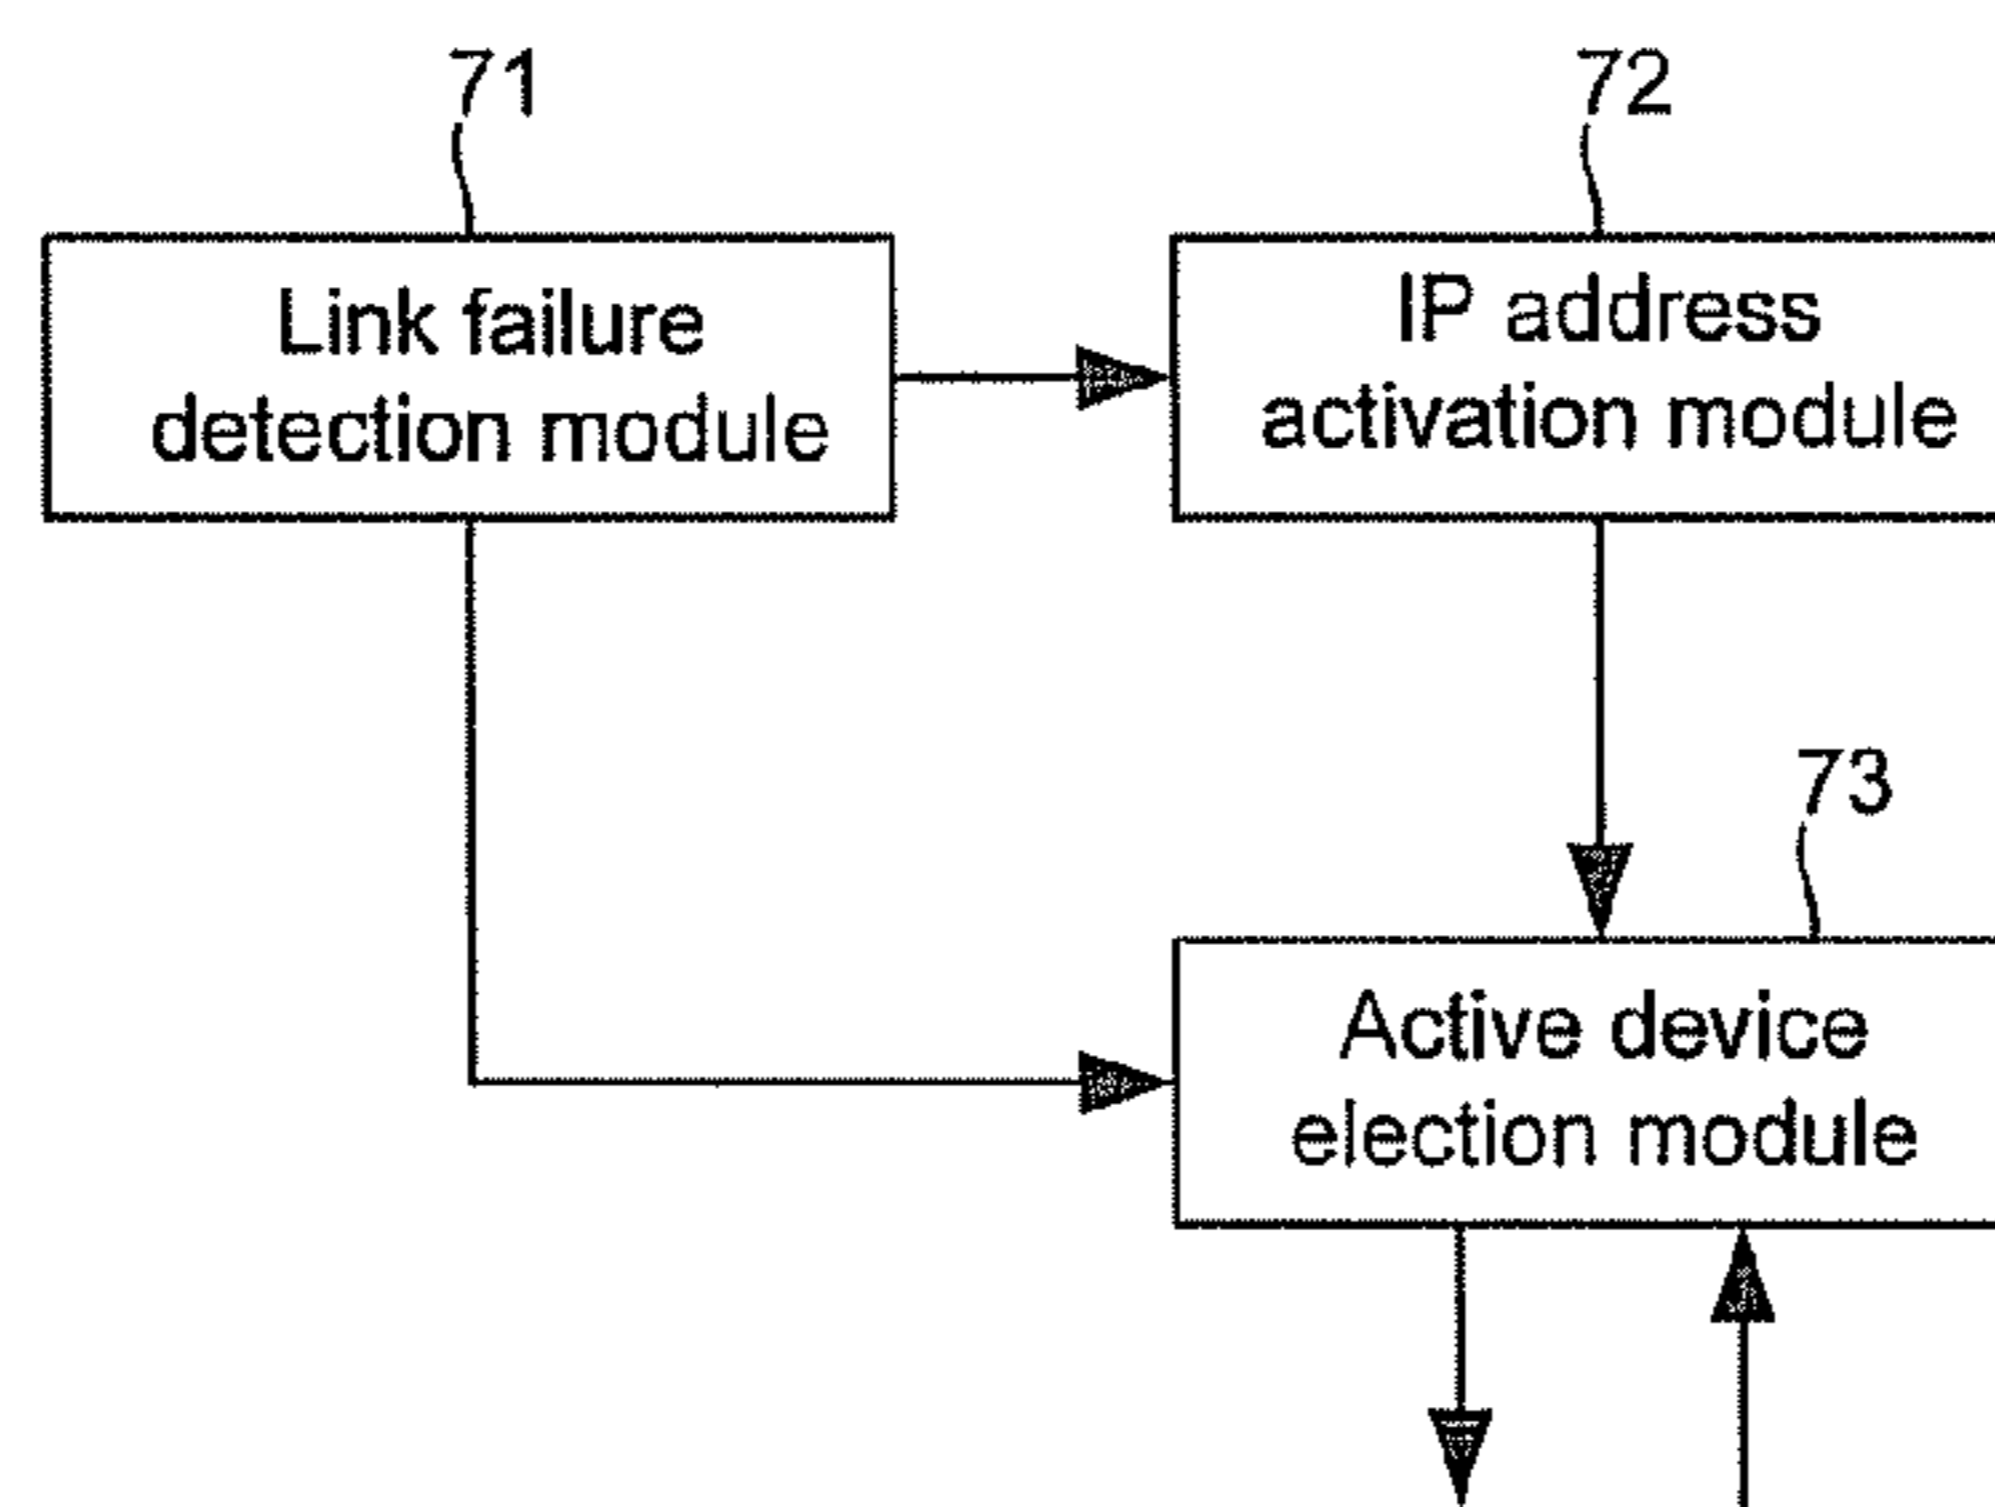 71
72
Link failure
detection module
IP address
activation module
73
Active device
election module